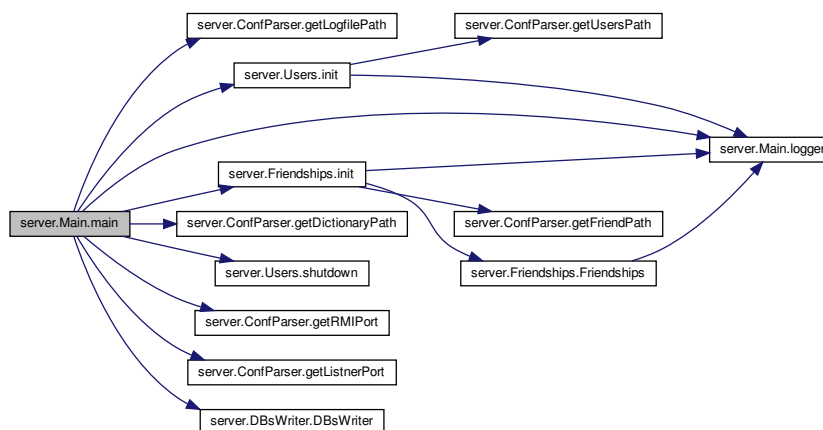 server.ConfParser.getLogfilePath
server.ConfParser.getUsersPath
server.Users.init
server.Main.logger
server.Friendships.init
server.Main.main
server.ConfParser.getDictionaryPath
server.ConfParser.getFriendPath
server.Users.shutdown
server.Friendships.Friendships
server.ConfParser.getRMIPort
server.ConfParser.getListnerPort
server.DBsWriter.DBsWriter